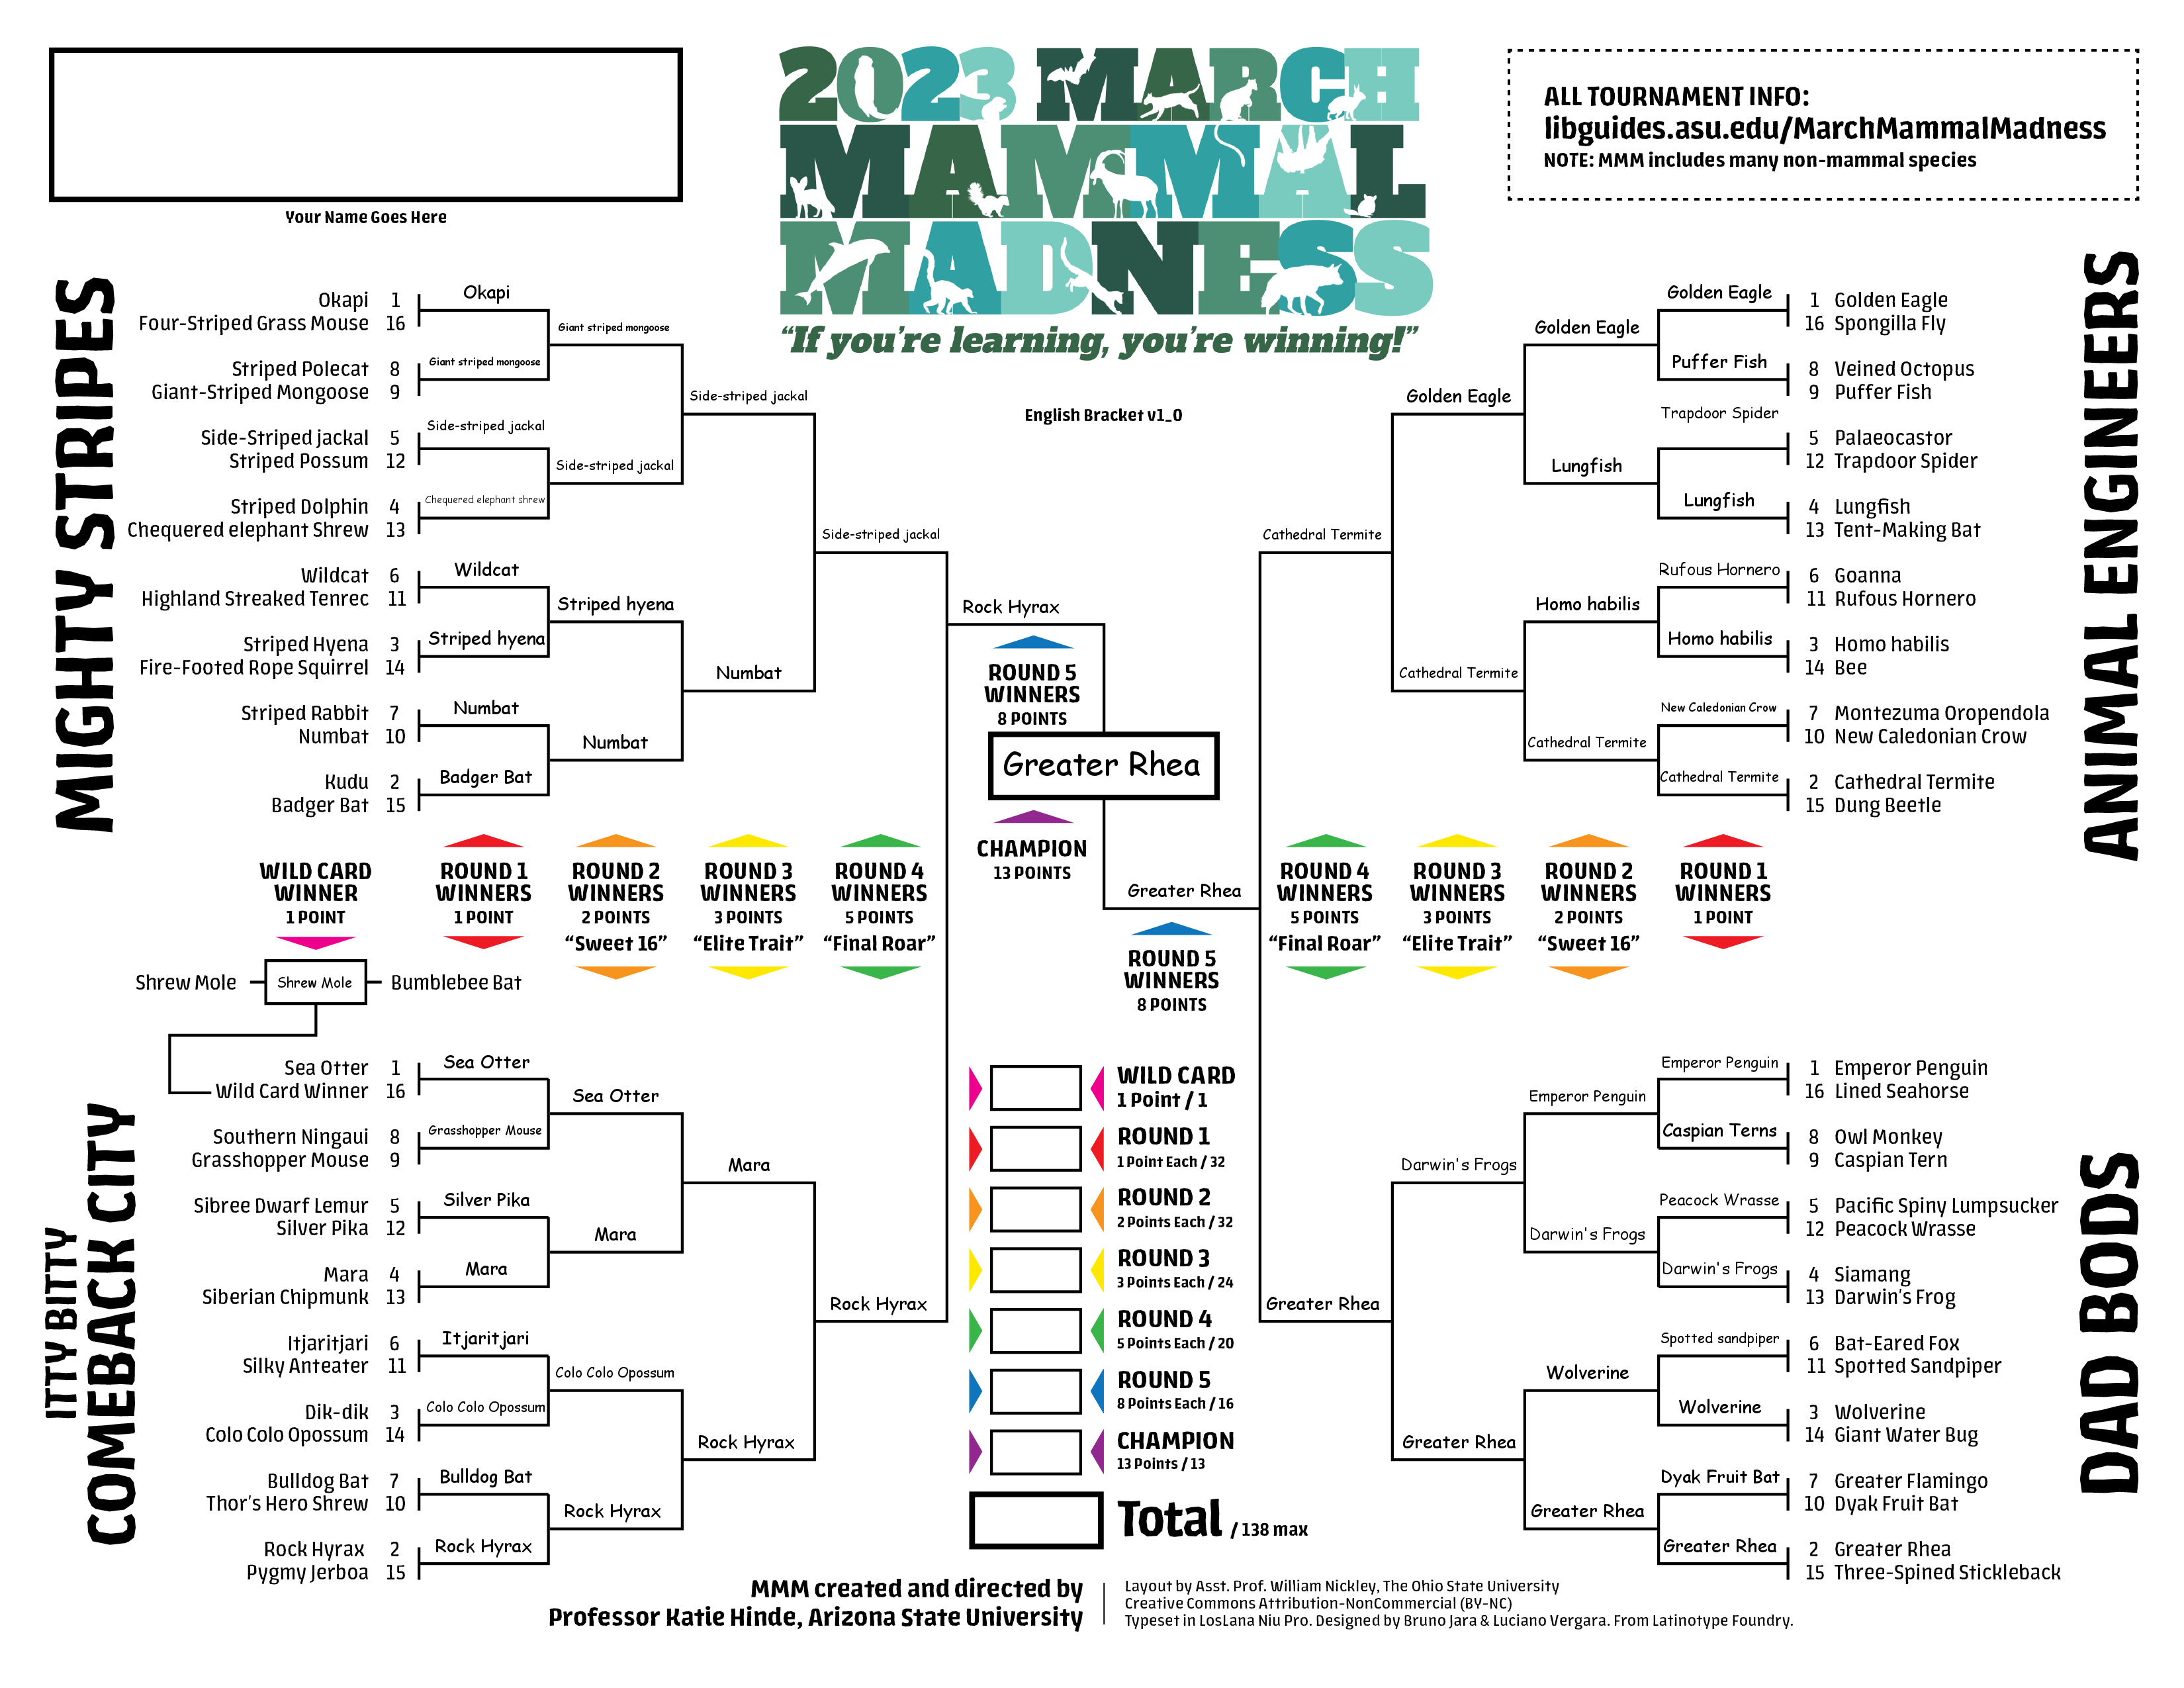 2023 MARCH
MAMMAL
MADNESS
"If you're learning, you're winning!"
English Bracket v1_0
Your Name Goes Here
ALL TOURNAMENT INFO:
libguides.asu.edu/MarchMammalMadness
NOTE: MMM includes many non-mammal species
MIGHTY STRIPES
Okapi 1
Four-Striped Grass Mouse 16
Striped Polecat 8
Giant-Striped Mongoose 9
Side-Striped jackal 5
Striped Possum 12
Striped Dolphin 4
Chequered elephant Shrew 13
Wildcat 6
Highland Streaked Tenrec 11
Striped Hyena 3
Fire-Footed Rope Squirrel 14
Striped Rabbit 7
Numbat 10
Kudu 2
Badger Bat 15
Okapi
Giant striped mongoose
Side-striped jackal
Chequered elephant shrew
Wildcat
Striped hyena
Numbat
Badger Bat
Giant striped mongoose
Side-striped jackal
Striped hyena
Numbat
Side-striped jackal
Numbat
Side-striped jackal
ANIMAL ENGINEERS
1 Golden Eagle
16 Spongilla Fly
8 Veined Octopus
9 Puffer Fish
5 Palaeocastor
12 Trapdoor Spider
4 Lungfish
13 Tent-Making Bat
6 Goanna
11 Rufous Hornero
3 Homo habilis
14 Bee
7 Montezuma Oropendola
10 New Caledonian Crow
2 Cathedral Termite
15 Dung Beetle
Golden Eagle
Puffer Fish
Trapdoor Spider
Lungfish
Rufous Hornero
Homo habilis
New Caledonian Crow
Cathedral Termite
Golden Eagle
Lungfish
Homo habilis
Cathedral Termite
Golden Eagle
Cathedral Termite
Cathedral Termite
Rock Hyrax
ROUND 5
WINNERS
8 POINTS
Greater Rhea
CHAMPION
13 POINTS
Greater Rhea
ROUND 5
WINNERS
8 POINTS
WILD CARD
WINNER
1 POINT
ROUND 1
WINNERS
1 POINT
ROUND 2
WINNERS
2 POINTS
"Sweet 16"
ROUND 3
WINNERS
3 POINTS
"Elite Trait"
ROUND 4
WINNERS
5 POINTS
"Final Roar"
ROUND 4
WINNERS
5 POINTS
"Final Roar"
ROUND 3
WINNERS
3 POINTS
"Elite Trait"
ROUND 2
WINNERS
2 POINTS
"Sweet 16"
ROUND 1
WINNERS
1 POINT
Shrew Mole
Shrew Mole
Bumblebee Bat
ITTY BITTY
COMEBACK CITY
Sea Otter 1
Wild Card Winner 16
Southern Ningaui 8
Grasshopper Mouse 9
Sibree Dwarf Lemur 5
Silver Pika 12
Mara 4
Siberian Chipmunk 13
Itjaritjari 6
Silky Anteater 11
Dik-dik 3
Colo Colo Opossum 14
Bulldog Bat 7
Thor's Hero Shrew 10
Rock Hyrax 2
Pygmy Jerboa 15
Sea Otter
Grasshopper Mouse
Silver Pika
Mara
Itjaritjari
Colo Colo Opossum
Bulldog Bat
Rock Hyrax
Sea Otter
Mara
Colo Colo Opossum
Rock Hyrax
Mara
Rock Hyrax
Rock Hyrax
WILD CARD
1 Point / 1
ROUND 1
1 Point Each / 32
ROUND 2
2 Points Each / 32
ROUND 3
3 Points Each / 24
ROUND 4
5 Points Each / 20
ROUND 5
8 Points Each / 16
CHAMPION
13 Points / 13
Total / 138 max
DAD BODS
1 Emperor Penguin
16 Lined Seahorse
8 Owl Monkey
9 Caspian Tern
5 Pacific Spiny Lumpsucker
12 Peacock Wrasse
4 Siamang
13 Darwin's Frog
6 Bat-Eared Fox
11 Spotted Sandpiper
3 Wolverine
14 Giant Water Bug
7 Greater Flamingo
10 Dyak Fruit Bat
2 Greater Rhea
15 Three-Spined Stickleback
Emperor Penguin
Caspian Terns
Peacock Wrasse
Darwin's Frogs
Spotted sandpiper
Wolverine
Dyak Fruit Bat
Greater Rhea
Emperor Penguin
Darwin's Frogs
Wolverine
Greater Rhea
Darwin's Frogs
Greater Rhea
Greater Rhea
MMM created and directed by
Professor Katie Hinde, Arizona State University
Layout by Asst. Prof. William Nickley, The Ohio State University
Creative Commons Attribution-NonCommercial (BY-NC)
Typeset in LosLana Niu Pro. Designed by Bruno Jara & Luciano Vergara. From Latinotype Foundry.